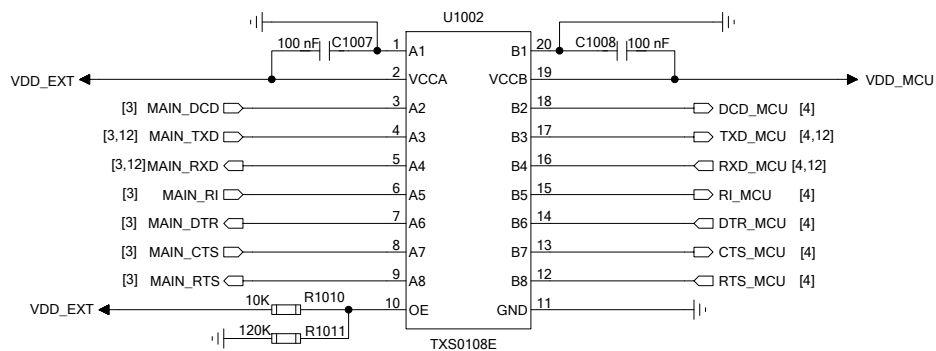 U1002
100 nF C1007 1 A1 B1 20 C1008 100 nF
VDD_EXT 2 VCCA VCCB 19 VDD_MCU
[3] MAIN_DCD 3 A2 B2 18 DCD_MCU [4]
[3,12] MAIN_TXD 4 A3 B3 17 TXD_MCU [4,12]
[3,12] MAIN_RXD 5 A4 B4 16 RXD_MCU [4,12]
[3] MAIN_RI 6 A5 B5 15 RI_MCU [4]
[3] MAIN_DTR 7 A6 B6 14 DTR_MCU [4]
[3] MAIN_CTS 8 A7 B7 13 CTS_MCU [4]
[3] MAIN_RTS 9 A8 B8 12 RTS_MCU [4]
VDD_EXT 10K R1010 10 OE GND 11
120K R1011
TXS0108E